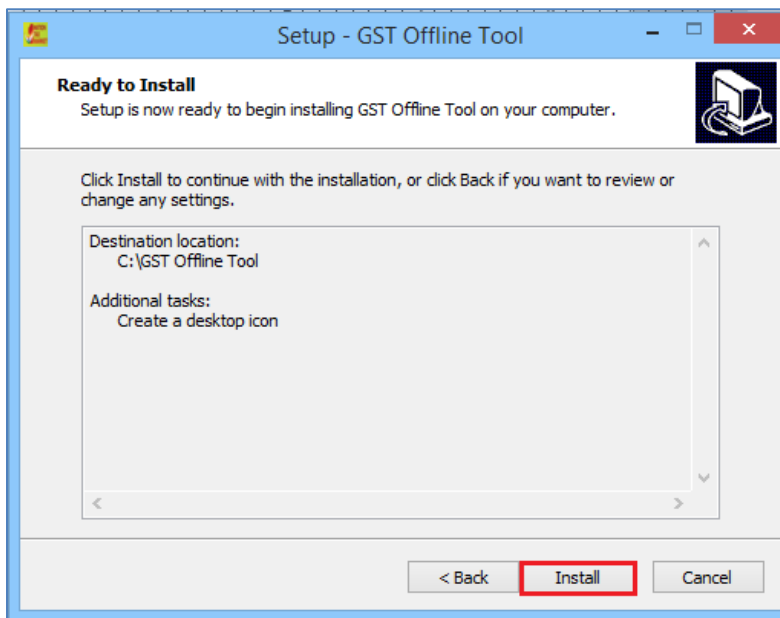 Setup - GST Offline Tool
Ready to Install
Setup is now ready to begin installing GST Offline Tool on your computer.
Click Install to continue with the installation, or click Back if you want to review or
change any settings.
Destination location:
C:\GST Offline Tool
Additional tasks:
Create a desktop icon
< Back
Install
Cancel